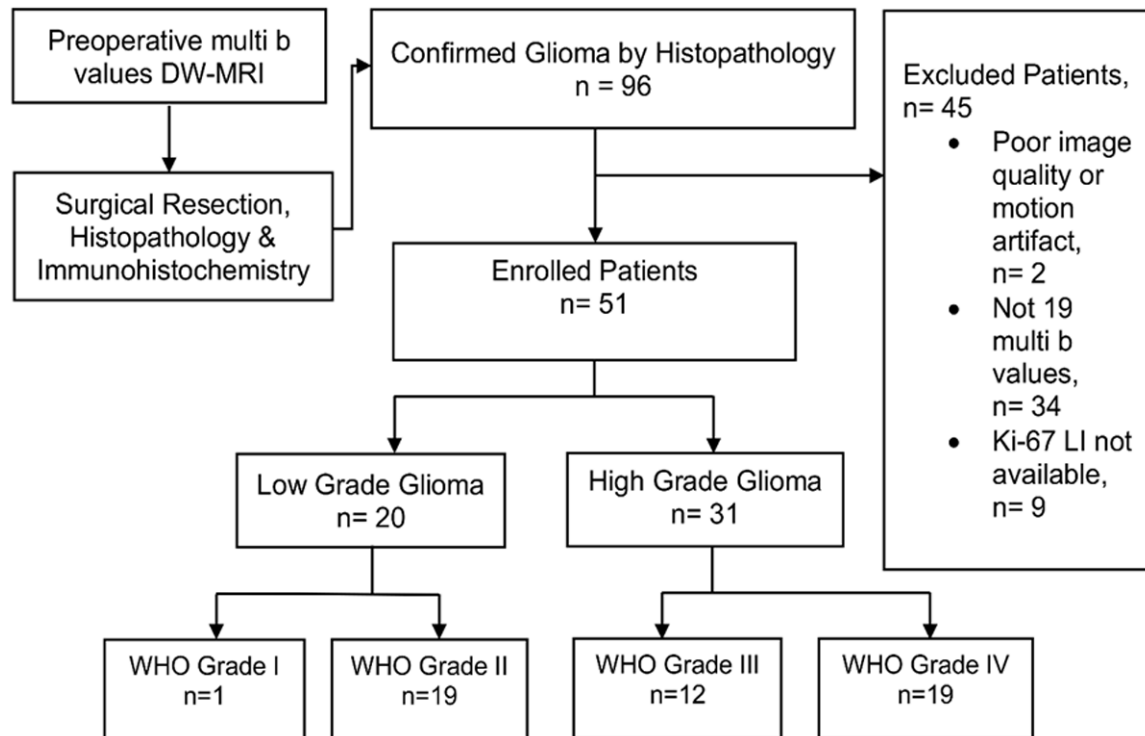 Preoperative multi b
values DW-MRI
Surgical Resection,
Histopathology &
Immunohistochemistry
Confirmed Glioma by Histopathology
n = 96
Excluded Patients,
n= 45
• Poor image
quality or
motion
artifact,
n= 2
• Not 19
multi b
values,
n= 34
• Ki-67 LI not
available,
n= 9
Enrolled Patients
n= 51
Low Grade Glioma
n= 20
High Grade Glioma
n= 31
WHO Grade I
n=1
WHO Grade II
n=19
WHO Grade III
n=12
WHO Grade IV
n=19